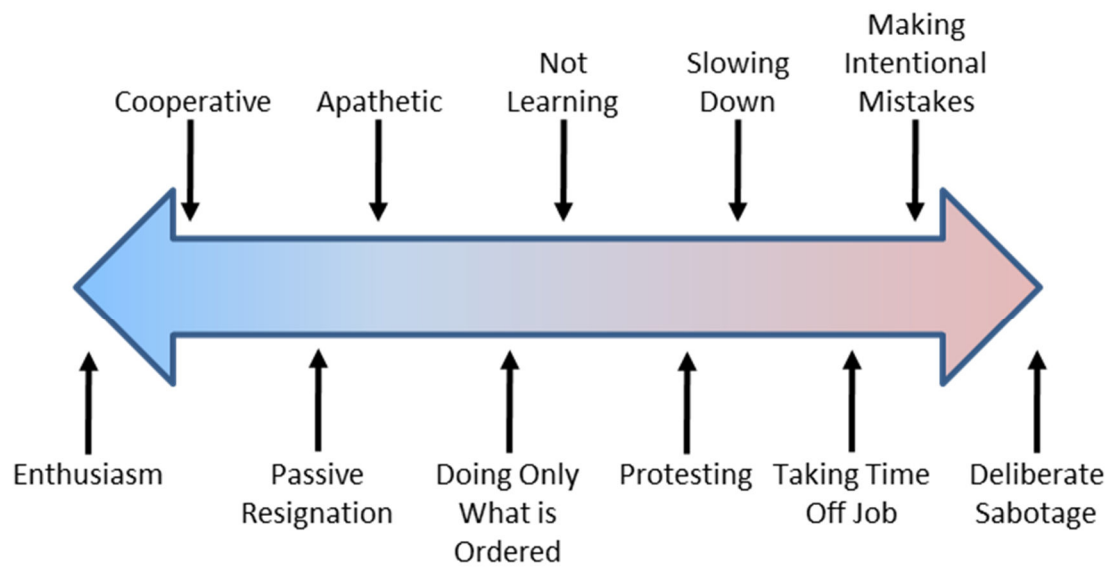 Cooperative
Apathetic
Not
Learning
Slowing
Down
Making
Intentional
Mistakes
Enthusiasm
Passive
Resignation
Doing Only
What is
Ordered
Protesting
Taking Time
Off Job
Deliberate
Sabotage